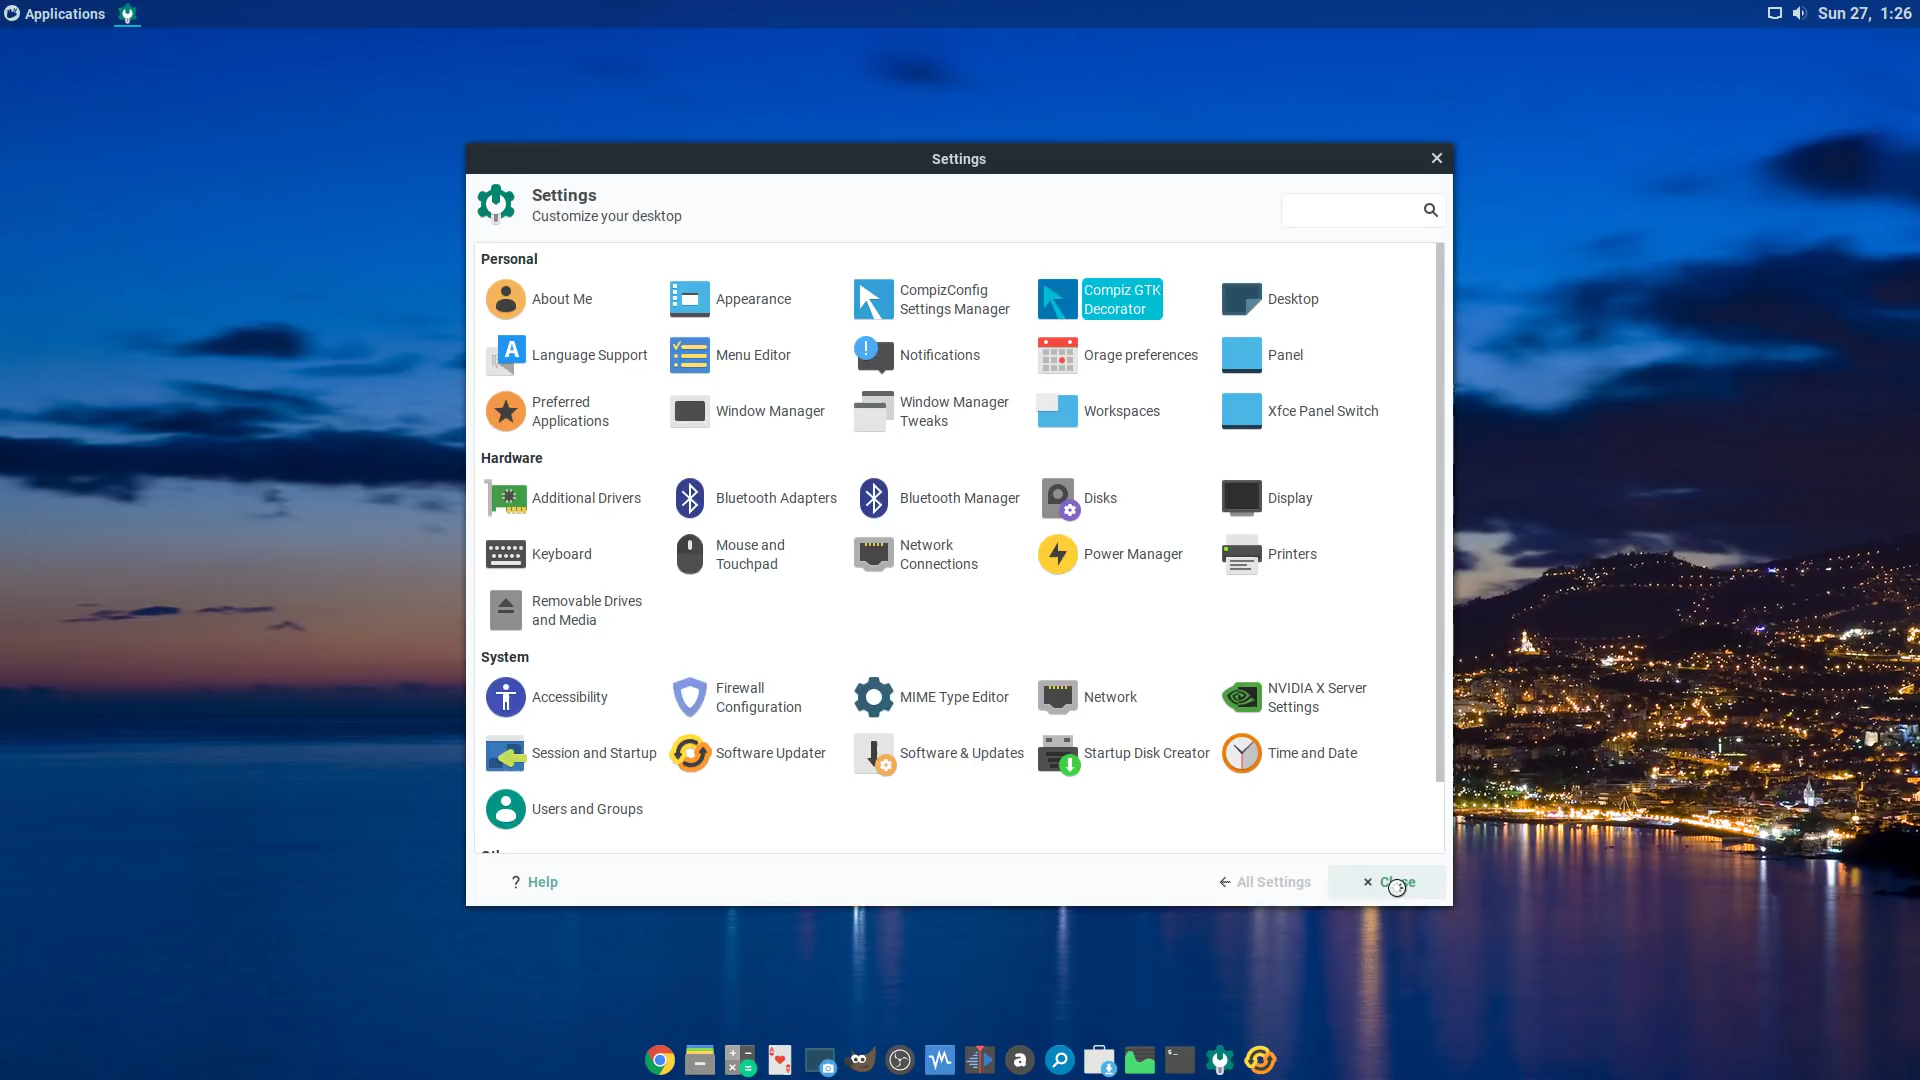 Applications
Sun 27, 1:26
Settings
Settings
Customize your desktop
Personal
About Me
Appearance
CompizConfig
Settings Manager
Compiz GTK
Decorator
Desktop
Language Support
Menu Editor
Notifications
Orage preferences
Panel
Preferred
Applications
Window Manager
Window Manager
Tweaks
Workspaces
Xfce Panel Switch
Hardware
Additional Drivers
Bluetooth Adapters
Bluetooth Manager
Disks
Display
Keyboard
Mouse and
Touchpad
Network
Connections
Power Manager
Printers
Removable Drives
and Media
System
Accessibility
Firewall
Configuration
MIME Type Editor
Network
NVIDIA X Server
Settings
Session and Startup
Software Updater
Software & Updates
Startup Disk Creator
Time and Date
Users and Groups
? Help
All Settings
Close